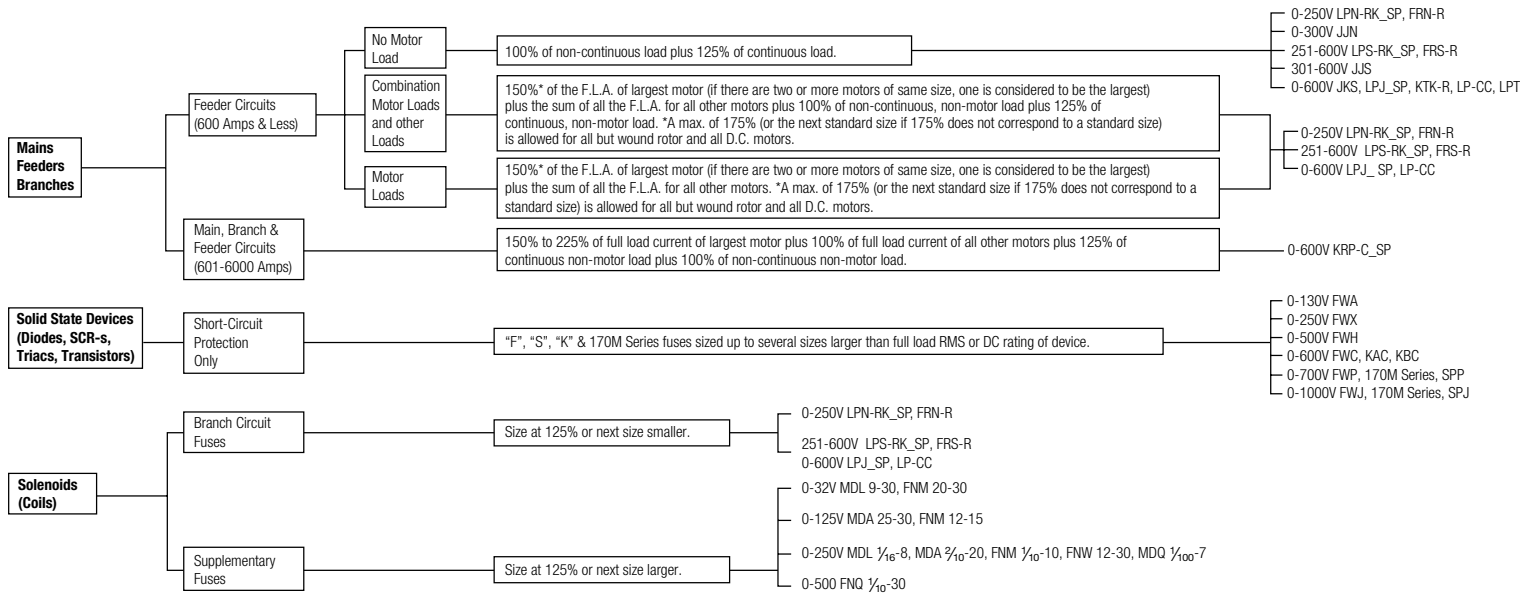 Mains
Feeders
Branches
Feeder Circuits
(600 Amps & Less)
No Motor
Load
100% of non-continuous load plus 125% of continuous load.
0-250V LPN-RK_SP, FRN-R
0-300V JJN
251-600V LPS-RK_SP, FRS-R
301-600V JJS
0-600V JKS, LPJ_SP, KTK-R, LP-CC, LPT
Combination
Motor Loads
and other
Loads
150%* of the F.L.A. of largest motor (if there are two or more motors of same size, one is considered to be the largest)
plus the sum of all the F.L.A. for all other motors plus 100% of non-continuous, non-motor load plus 125% of
continuous, non-motor load. *A max. of 175% (or the next standard size if 175% does not correspond to a standard size)
is allowed for all but wound rotor and all D.C. motors.
Motor
Loads
150%* of the F.L.A. of largest motor (if there are two or more motors of same size, one is considered to be the largest)
plus the sum of all the F.L.A. for all other motors. *A max. of 175% (or the next standard size if 175% does not correspond to a
standard size) is allowed for all but wound rotor and all D.C. motors.
0-250V LPN-RK_SP, FRN-R
251-600V LPS-RK_SP, FRS-R
0-600V LPJ_ SP, LP-CC
Main, Branch &
Feeder Circuits
(601-6000 Amps)
150% to 225% of full load current of largest motor plus 100% of full load current of all other motors plus 125% of
continuous non-motor load plus 100% of non-continuous non-motor load.
0-600V KRP-C_SP
Solid State Devices
(Diodes, SCR-s,
Triacs, Transistors)
Short-Circuit
Protection
Only
“F”, “S”, “K” & 170M Series fuses sized up to several sizes larger than full load RMS or DC rating of device.
0-130V FWA
0-250V FWX
0-500V FWH
0-600V FWC, KAC, KBC
0-700V FWP, 170M Series, SPP
0-1000V FWJ, 170M Series, SPJ
Solenoids
(Coils)
Branch Circuit
Fuses
Size at 125% or next size smaller.
0-250V LPN-RK_SP, FRN-R
251-600V LPS-RK_SP, FRS-R
0-600V LPJ_SP, LP-CC
Supplementary
Fuses
Size at 125% or next size larger.
0-32V MDL 9-30, FNM 20-30
0-125V MDA 25-30, FNM 12-15
0-250V MDL 1/16-8, MDA 2/10-20, FNM 1/10-10, FNW 12-30, MDQ 1/100-7
0-500 FNQ 1/10-30